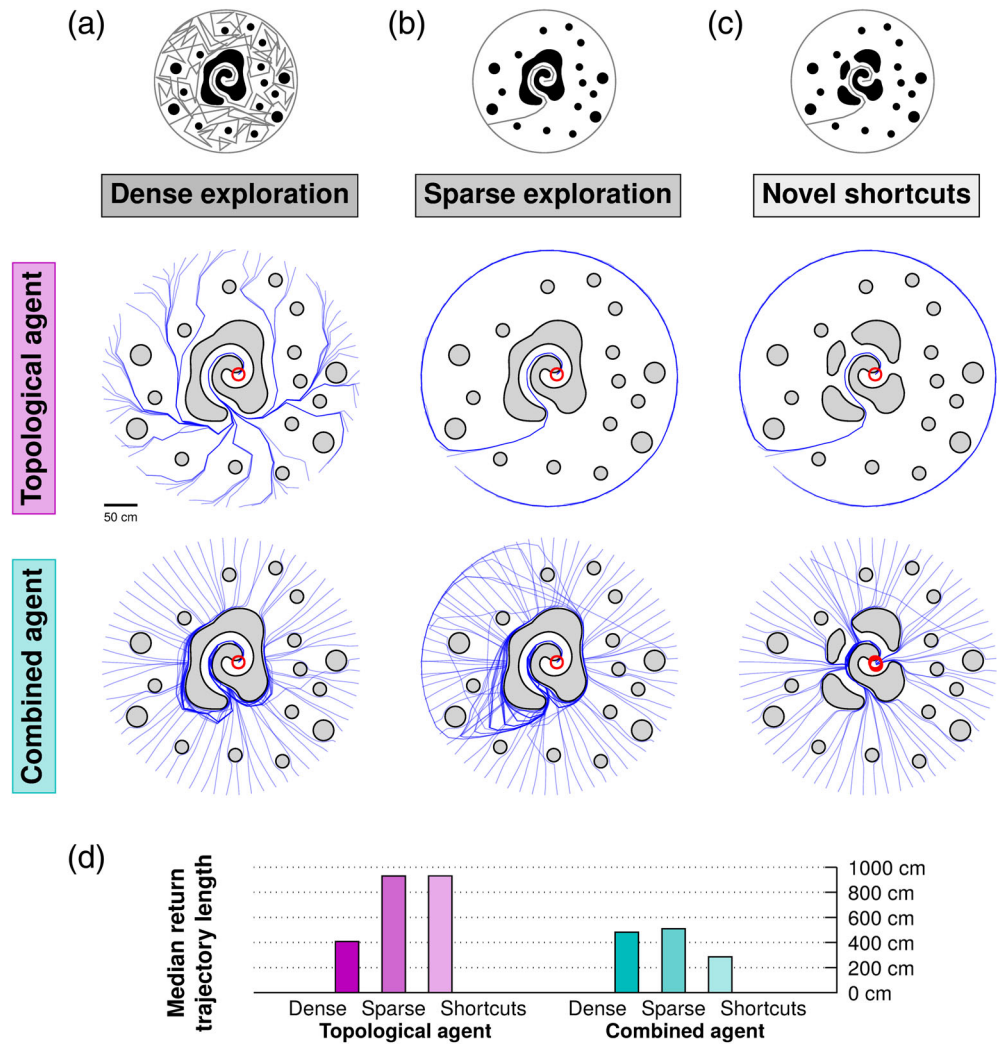 (a)
(b)
(c)
Dense exploration
Sparse exploration
Novel shortcuts
Topological agent
50 cm
Combined agent
(d)
Median return
trajectory length
1000 cm
800 cm
600 cm
400 cm
200 cm
0 cm
Dense Sparse Shortcuts
Topological agent
Dense Sparse Shortcuts
Combined agent